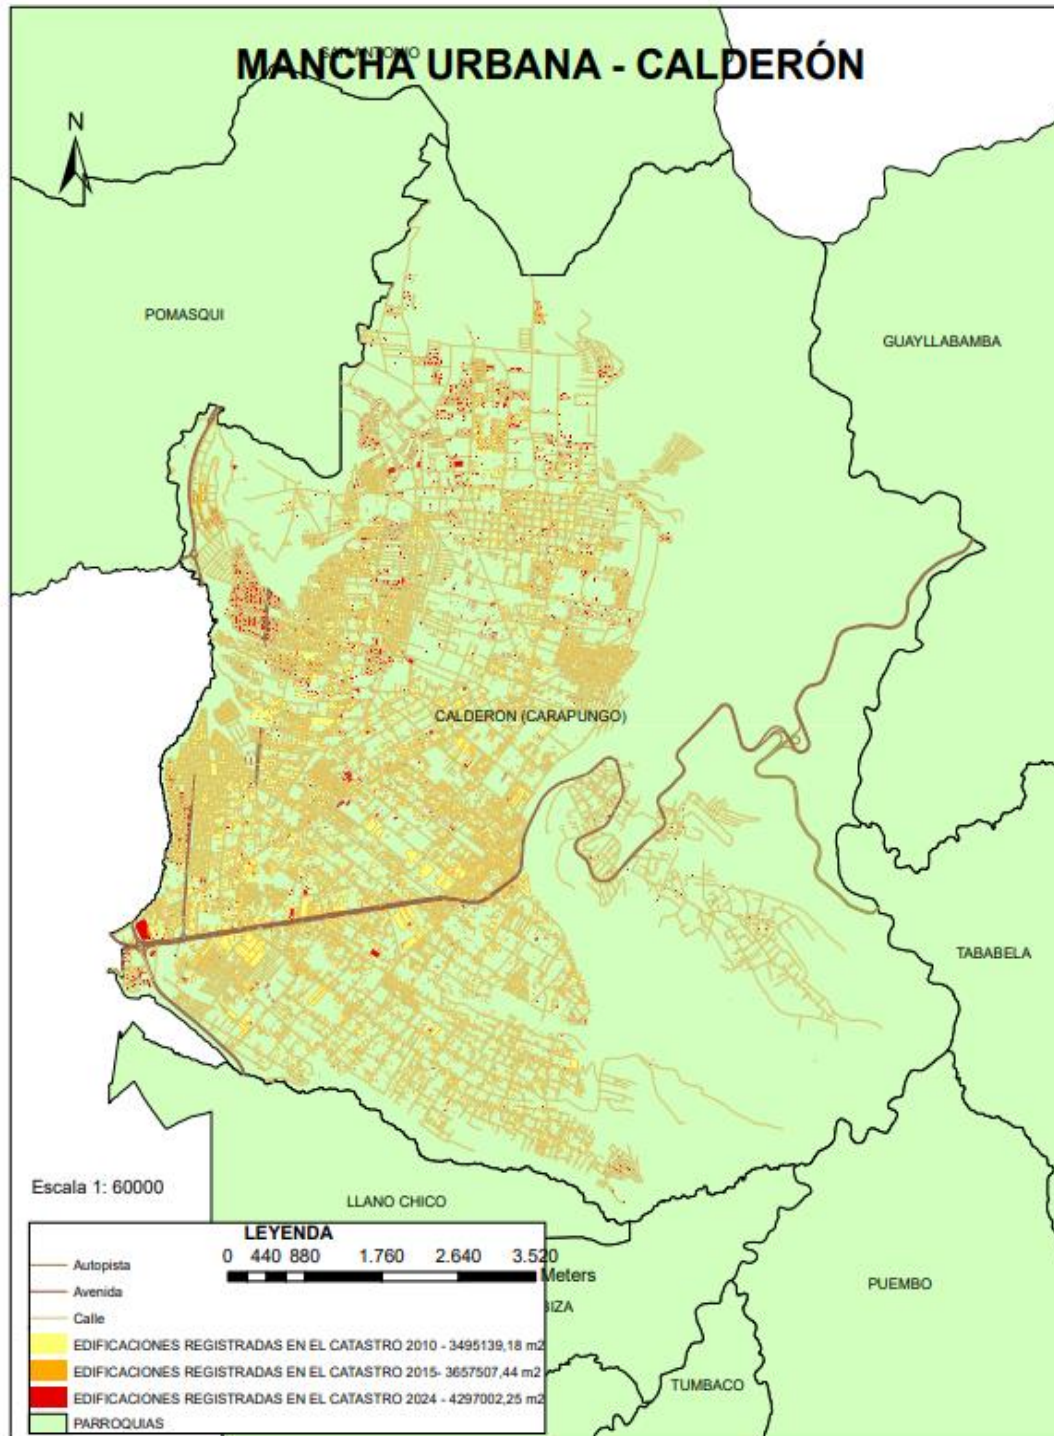 SAN ANTONIO
MANCHA URBANA - CALDERÓN
N
POMASQUI
GUAYLLABAMBA
CALDERON (CARAPUNGO)
TABABELA
Escala 1: 60000
LLANO CHICO
PUEMBO
BIZA
TUMBACO
LEYENDA
0 440 880 1.760 2.640 3.520
Meters
Autopista
Avenida
Calle
EDIFICACIONES REGISTRADAS EN EL CATASTRO 2010 - 3495139,18 m2
EDIFICACIONES REGISTRADAS EN EL CATASTRO 2015- 3657507,44 m2
EDIFICACIONES REGISTRADAS EN EL CATASTRO 2024 - 4297002,25 m2
PARROQUIAS